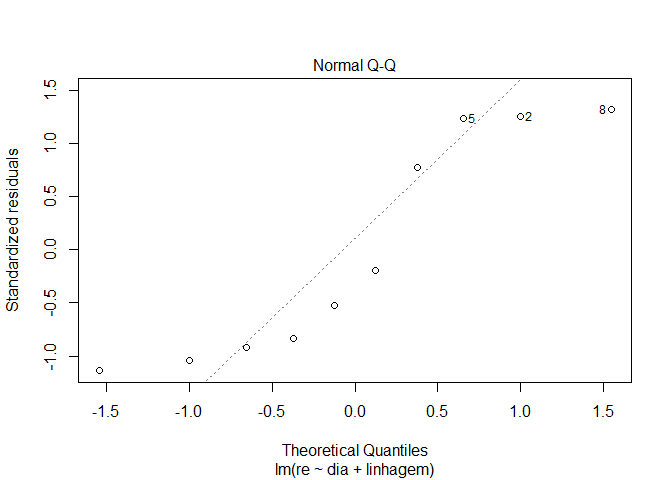 Normal Q-Q
Standardized residuals
1.5
1.0
0.5
0.0
-0.5
-1.0
5
2
8
-1.5 -1.0 -0.5 0.0 0.5 1.0 1.5
Theoretical Quantiles
lm(re ~ dia + linhagem)